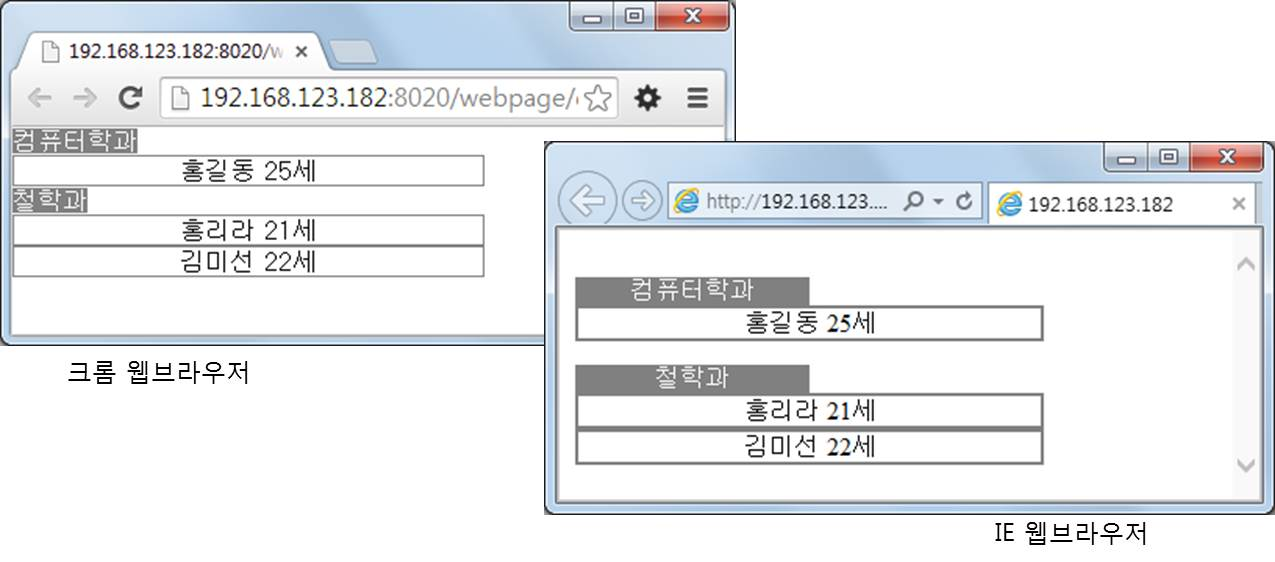 192.168.123.182:8020/w
192.168.123.182:8020/webpage/
컴퓨터학과
홍길동 25세
철학과
홍리라 21세
김미선 22세
크롬 웹브라우저
http://192.168.123....
192.168.123.182
컴퓨터학과
홍길동 25세
철학과
홍리라 21세
김미선 22세
IE 웹브라우저